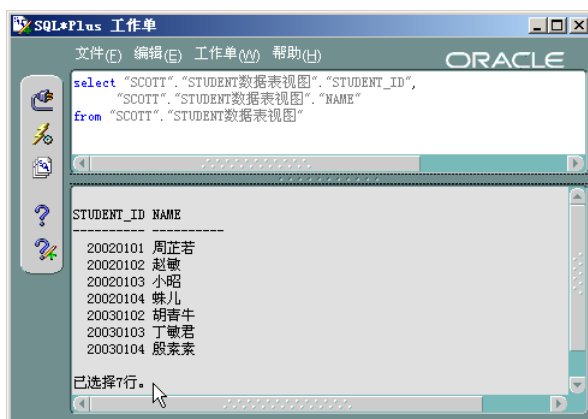 SQL*Plus 工作单
文件(F) 编辑(E) 工作单(W) 帮助(H)
ORACLE
select "SCOTT"."STUDENT数据表视图"."STUDENT_ID",
"SCOTT"."STUDENT数据表视图"."NAME"
from "SCOTT"."STUDENT数据表视图"
STUDENT_ID NAME
---------- ----------
20020101 周芷若
20020102 赵敏
20020103 小昭
20020104 蛛儿
20030102 胡青牛
20030103 丁敏君
20030104 殷素素
已选择7行。